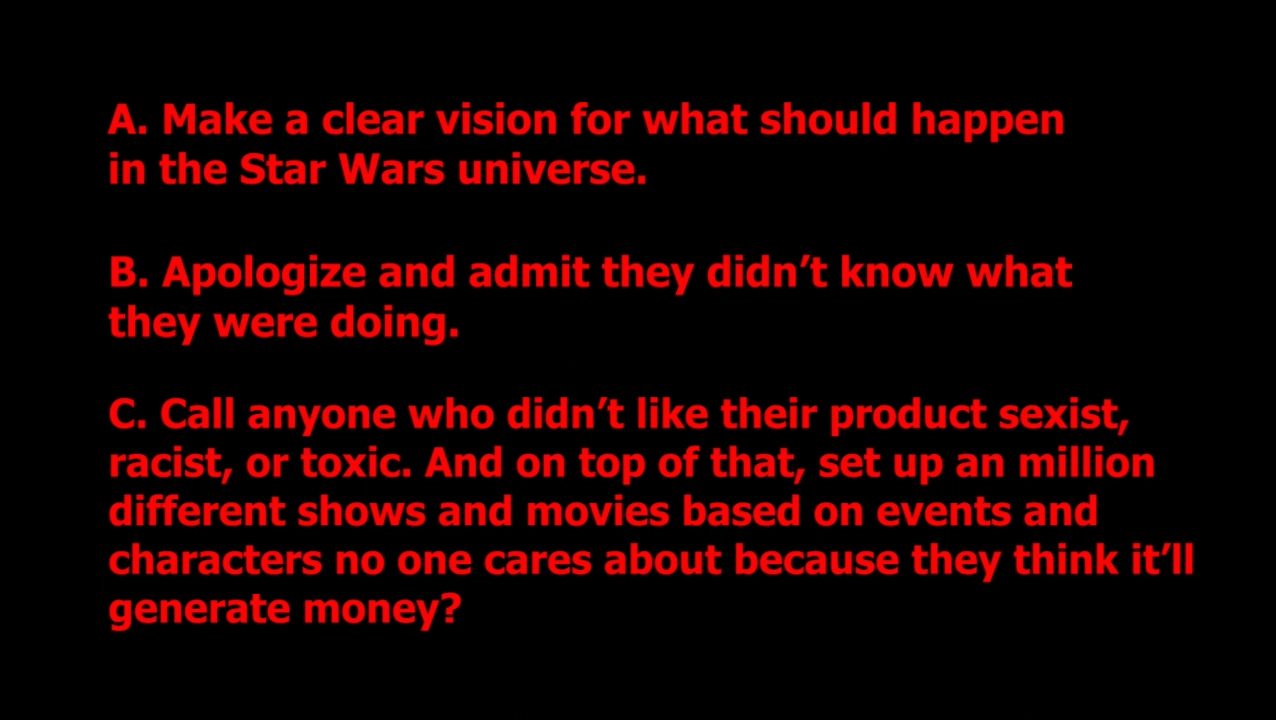 A. Make a clear vision for what should happen
in the Star Wars universe.
B. Apologize and admit they didn’t know what
they were doing.
C. Call anyone who didn’t like their product sexist,
racist, or toxic. And on top of that, set up an million
different shows and movies based on events and
characters no one cares about because they think it’ll
generate money?